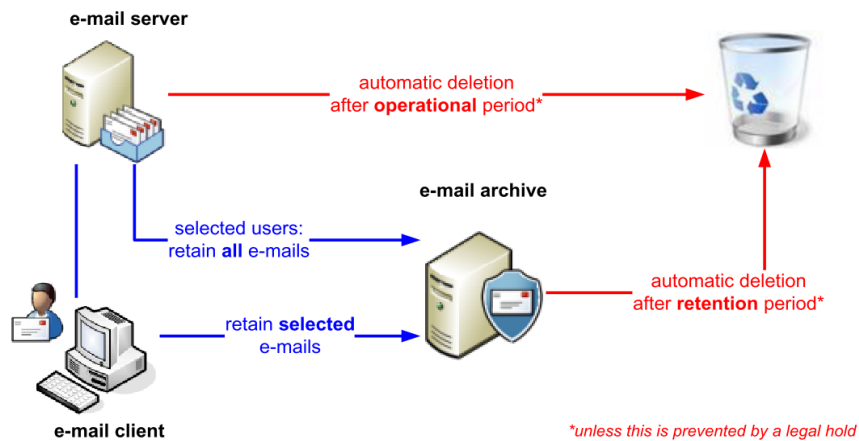 e-mail server
automatic deletion
after operational period*
e-mail archive
selected users:
retain all e-mails
automatic deletion
after retention period*
retain selected
e-mails
e-mail client
*unless this is prevented by a legal hold